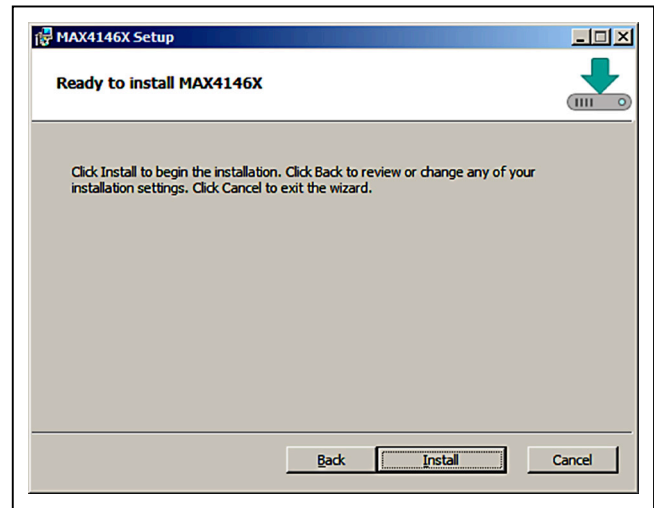 MAX4146X Setup
Ready to install MAX4146X
Click Install to begin the installation. Click Back to review or change any of your
installation settings. Click Cancel to exit the wizard.
Back Install Cancel